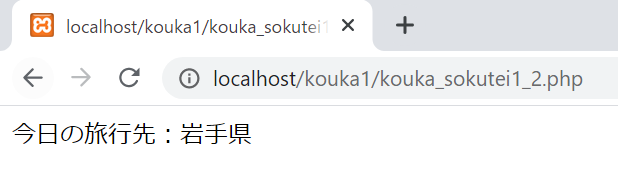 localhost/kouka1/kouka_sokutei1
localhost/kouka1/kouka_sokutei1_2.php
今日の旅行先：岩手県